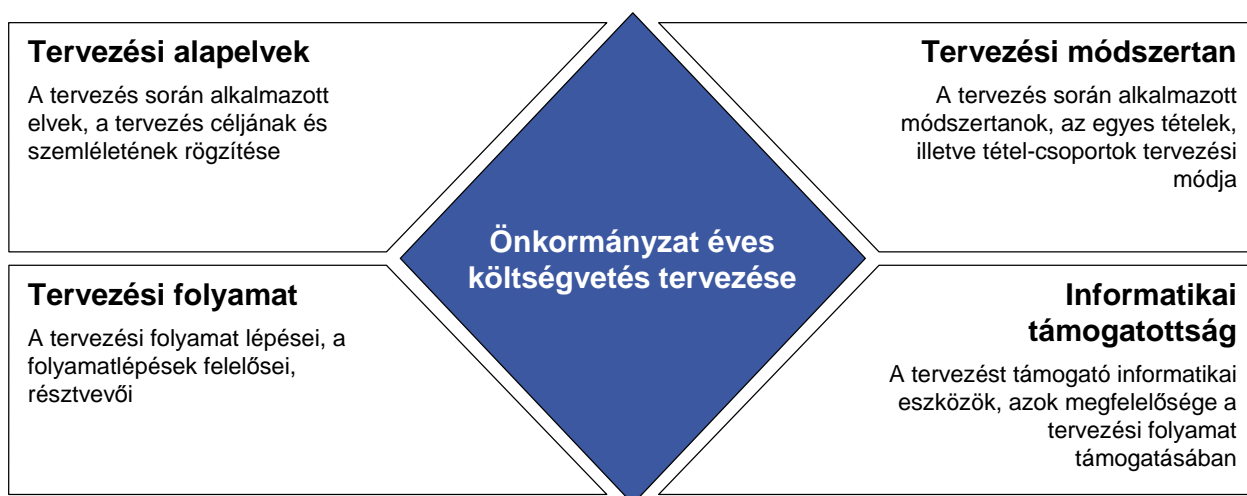 Tervezési alapelvek
A tervezés során alkalmazott
elvek, a tervezés céljának és
szemléletének rögzítése
Tervezési módszertan
A tervezés során alkalmazott
módszertanok, az egyes tételek,
illetve tétel-csoportok tervezési
módja
Önkormányzat éves
költségvetés tervezése
Tervezési folyamat
A tervezési folyamat lépései, a
folyamatlépések felelősei,
résztvevői
Informatikai
támogatottság
A tervezést támogató informatikai
eszközök, azok megfelelősége a
tervezési folyamat
támogatásában